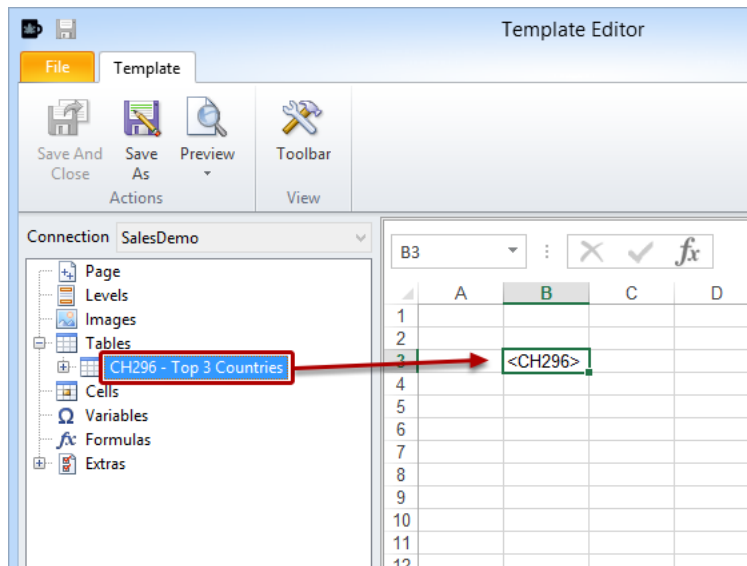 Template Editor
File Template
Save And Close
Save As
Preview
Toolbar
Actions
View
Connection SalesDemo
Page
Levels
Images
Tables
CH296 - Top 3 Countries
Cells
Variables
Formulas
Extras
B3
fx
A B C D
1
2
3 <CH296>
4
5
6
7
8
9
10
11
12